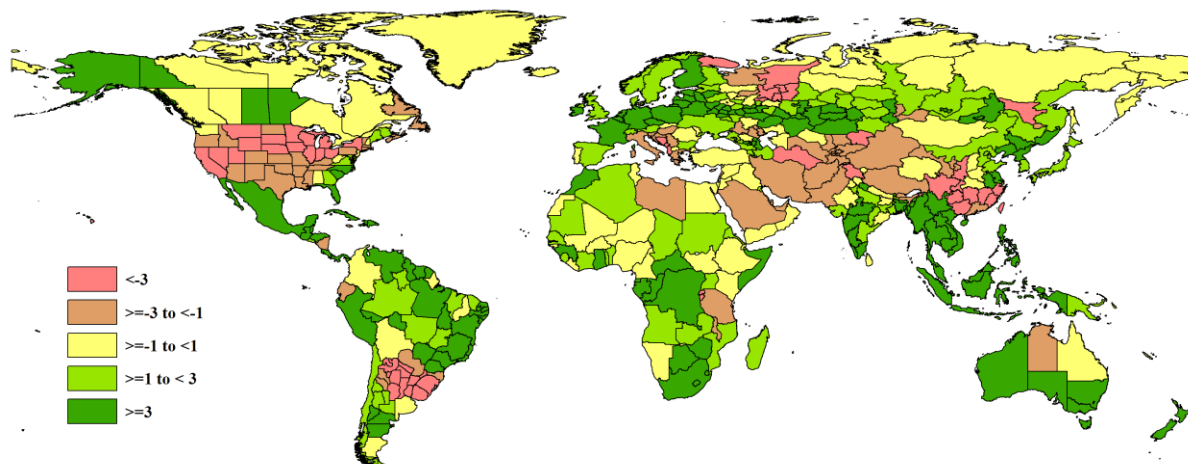 <-3
>=-3 to <-1
>=-1 to <1
>=1 to < 3
>=3